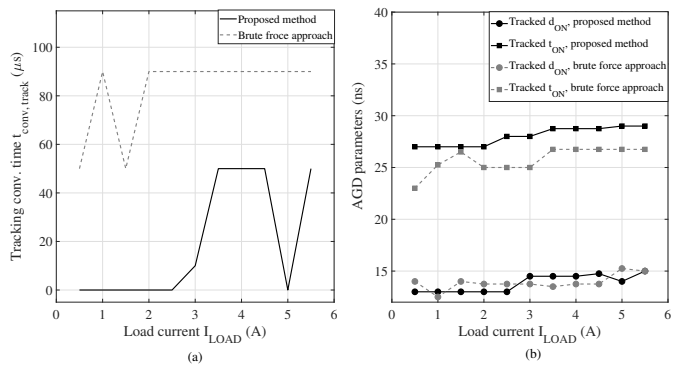 Proposed method
Brute froce approach
100
80
60
40
20
0
0
1
2
3
4
5
6
Tracking conv. time t_conv, track (μs)
Load current I_LOAD (A)
(a)
Tracked d_ON, proposed method
Tracked t_ON, proposed method
Tracked d_ON, brute force approach
Tracked t_ON, brute force approach
40
35
30
25
20
15
0
1
2
3
4
5
6
AGD parameters (ns)
Load current I_LOAD (A)
(b)